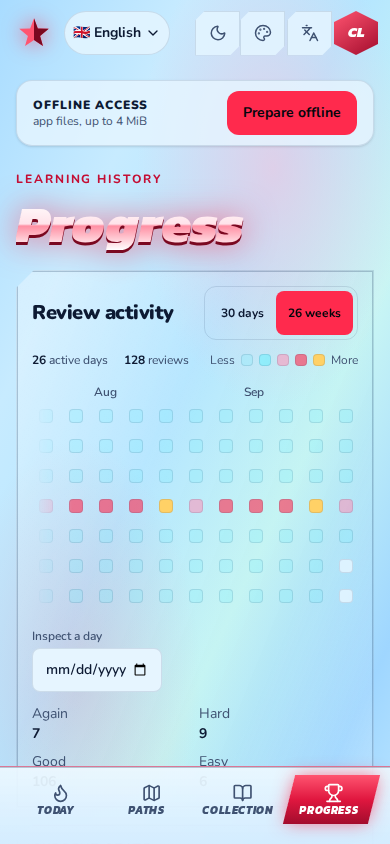 English
CL
OFFLINE ACCESS
app files, up to 4 MiB
Prepare offline
LEARNING HISTORY
Progress
Review activity
30 days
26 weeks
26 active days
128 reviews
Less
More
Aug
Sep
Inspect a day
mm/dd/yyyy
Again
Hard
7
9
Good
Easy
106
6
TODAY
PATHS
COLLECTION
PROGRESS